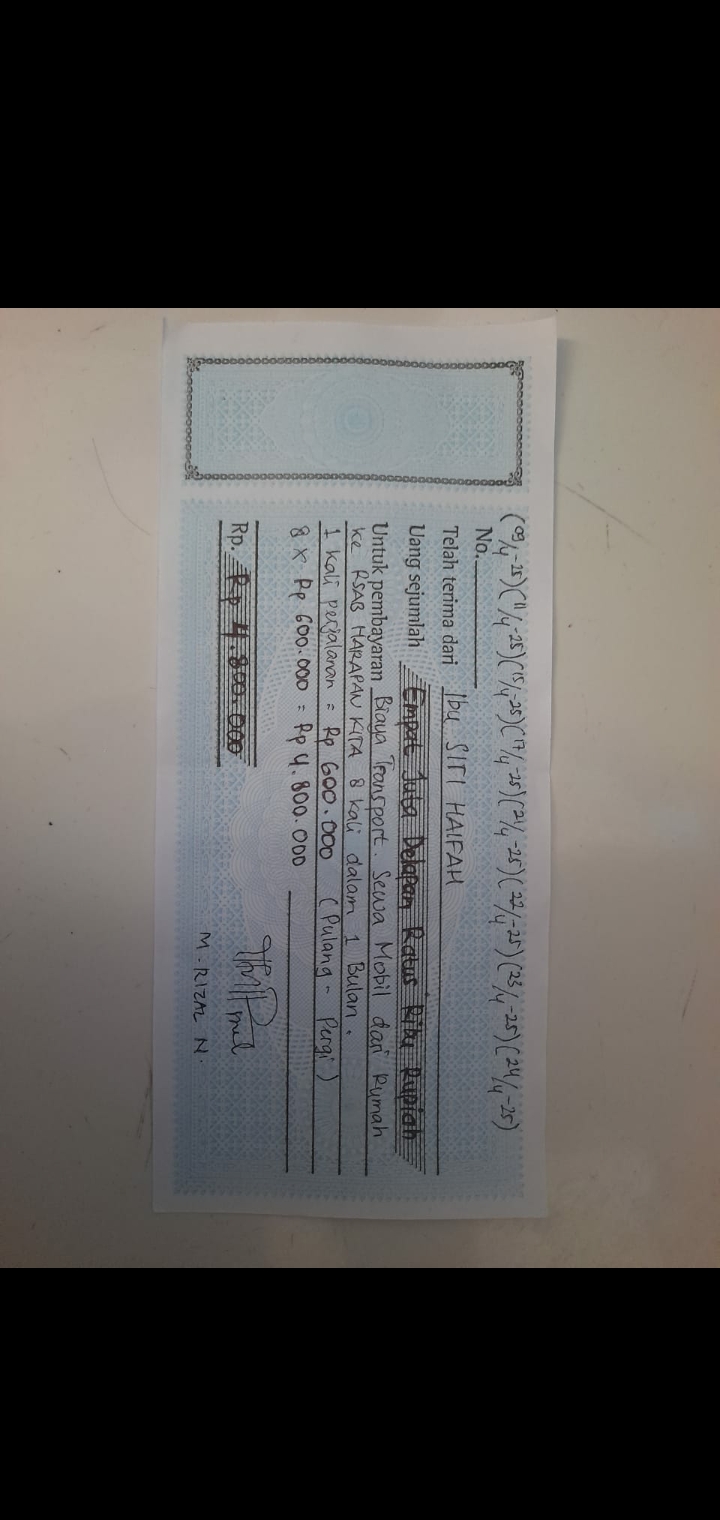 (09/4-25)(11/4-25)(15/4-25)(17/4-25)(21/4-25)(22/4-25)(23/4-25)(24/4-25)
No.
Telah terima dari Ibu SITI HALFAH
Uang sejumlah Empat Juta Delapan Ratus Ribu Rupiah
Untuk pembayaran Biaya Transport. Sewa Mobil dari Rumah
ke RSAB HARAPAN KITA 8 kali dalam 1 Bulan.
1 kali perjalanan = Rp 600.000 (Pulang - Pergi)
8 x Rp 600.000 = Rp 4.800.000
Rp. Rp 4.800.000
M. RIZAL N.